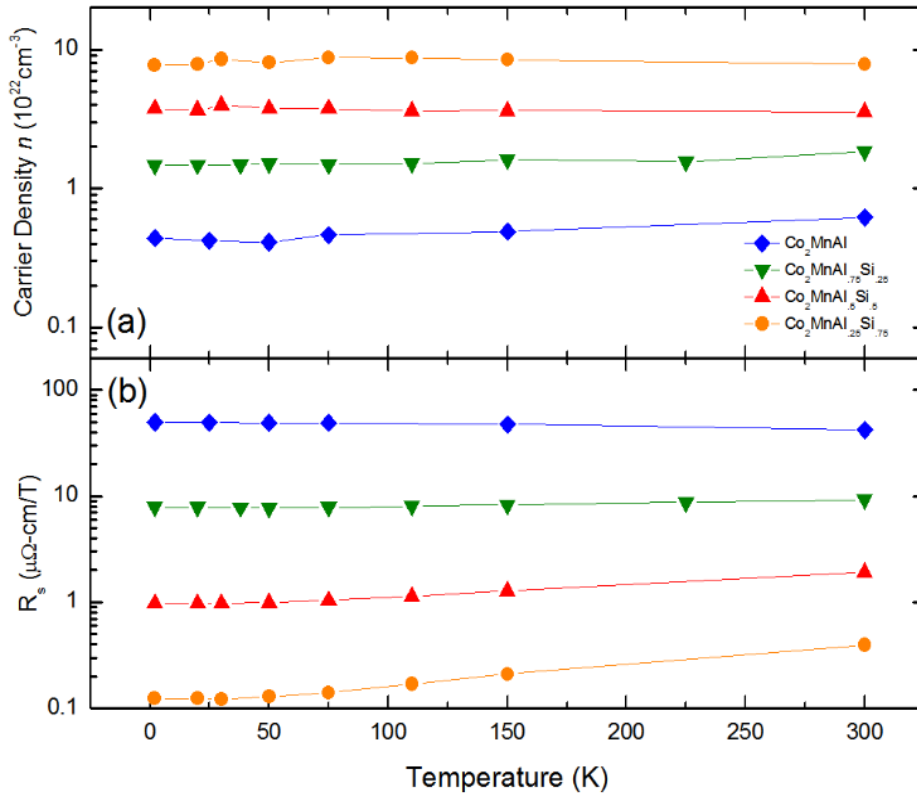 (a)
Carrier Density n (10²²cm⁻³)
10
1
0.1
Co₂MnAl
Co₂MnAl.₇₅Si.₂₅
Co₂MnAl.₅Si.₅
Co₂MnAl.₂₅Si.₇₅
(b)
Rₛ (μΩ-cm/T)
100
10
1
0.1
0 50 100 150 200 250 300
Temperature (K)